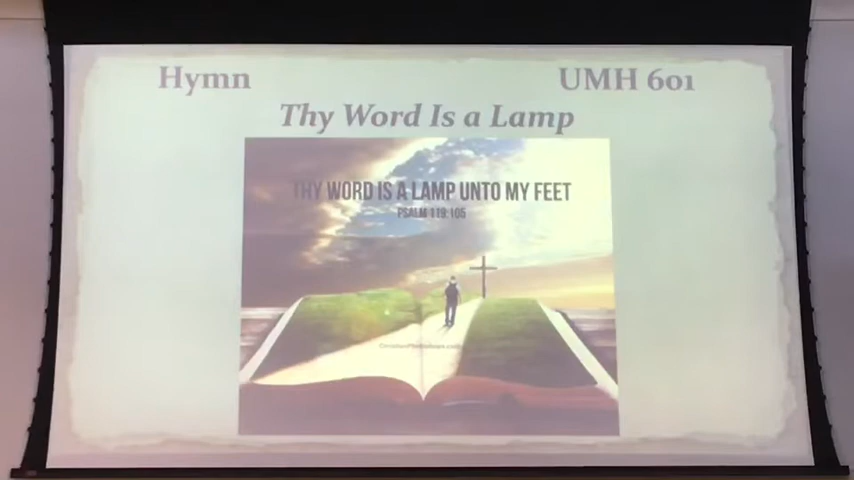 Hymn UMH 601
Thy Word Is a Lamp
THY WORD IS A LAMP UNTO MY FEET
PSALM 119:105